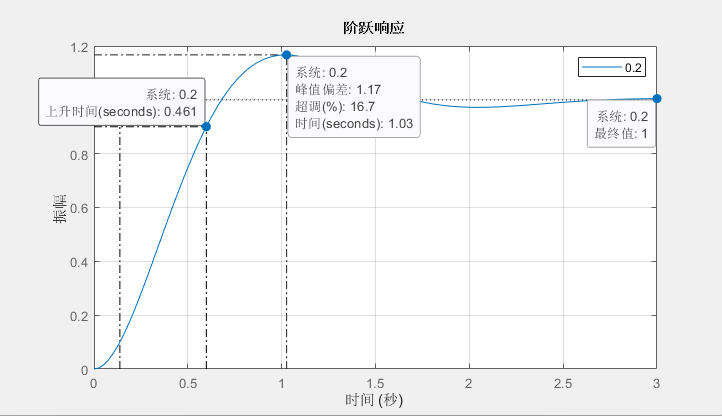 阶跃响应
1.2
0.8
0.6
0.4
0.2
0
振幅
系统: 0.2
上升时间(seconds): 0.461
系统: 0.2
峰值偏差: 1.17
超调(%): 16.7
时间(seconds): 1.03
0.2
系统: 0.2
最终值: 1
0
0.5
1
1.5
2
2.5
3
时间 (秒)